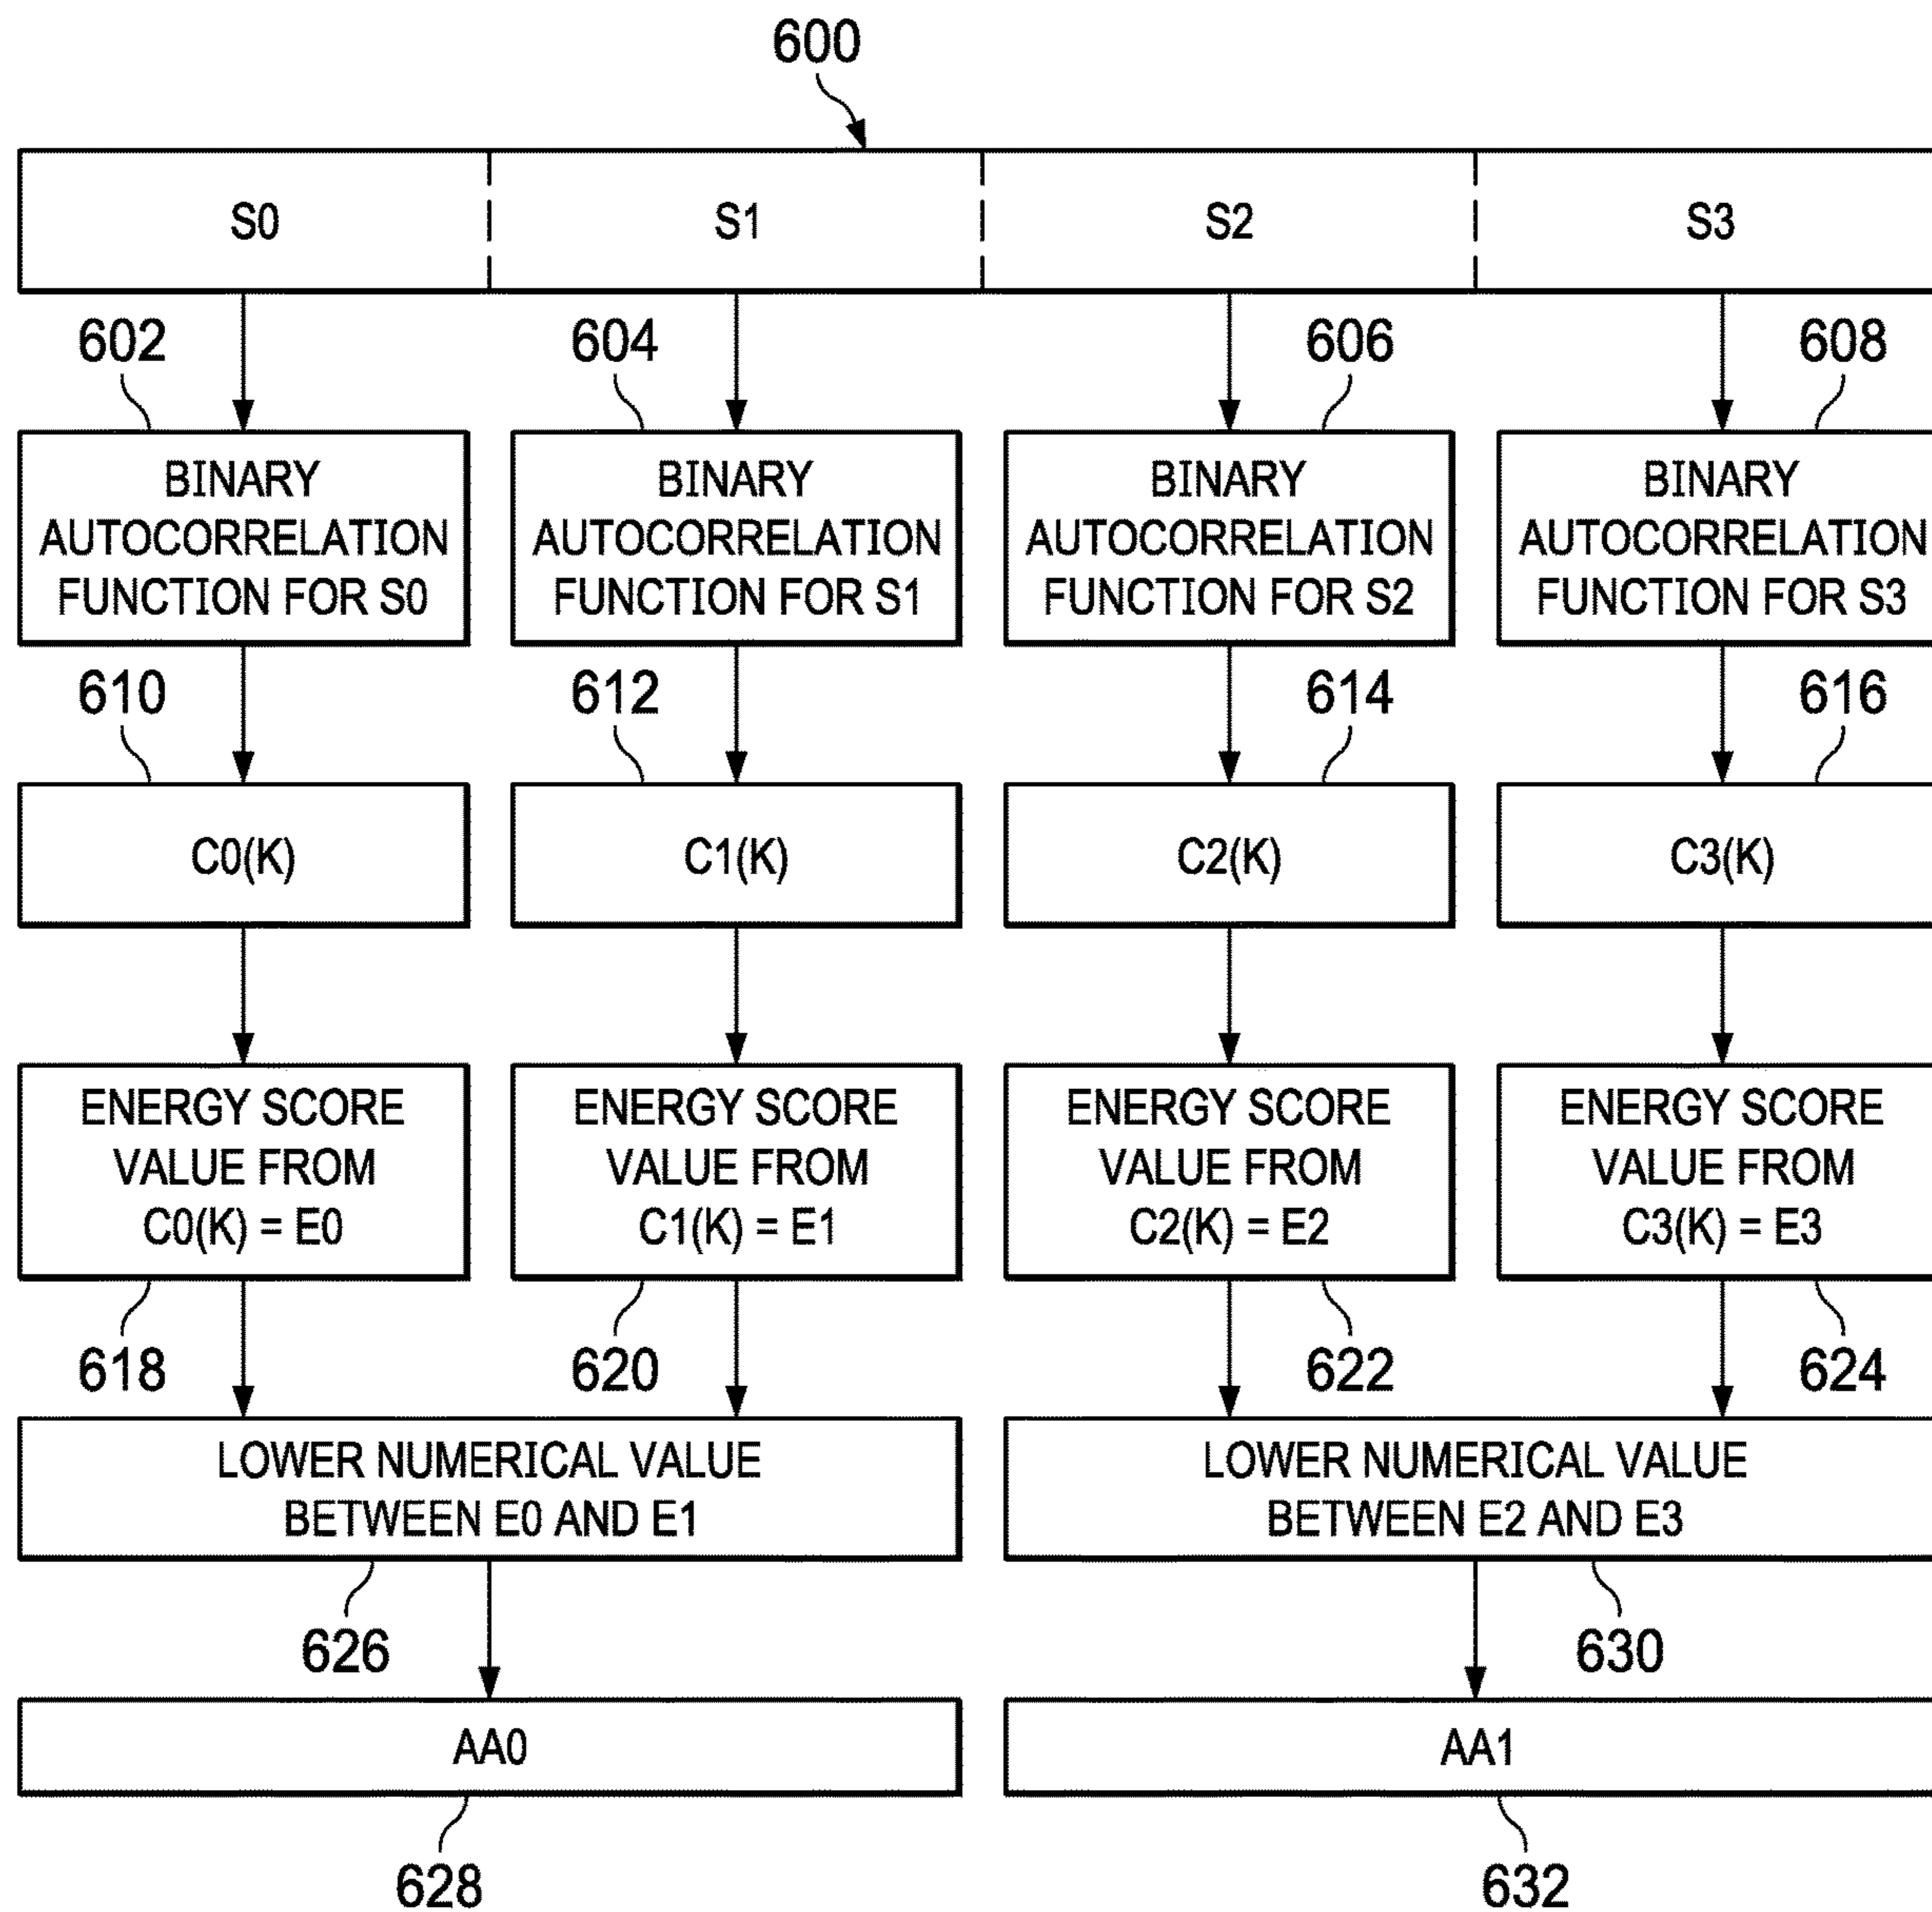 600
S0 S1 S2 S3
602 604 606 608
BINARY
AUTOCORRELATION
FUNCTION FOR S0
BINARY
AUTOCORRELATION
FUNCTION FOR S1
BINARY
AUTOCORRELATION
FUNCTION FOR S2
BINARY
AUTOCORRELATION
FUNCTION FOR S3
610 612 614 616
C0(K) C1(K) C2(K) C3(K)
ENERGY SCORE
VALUE FROM
C0(K) = E0
ENERGY SCORE
VALUE FROM
C1(K) = E1
ENERGY SCORE
VALUE FROM
C2(K) = E2
ENERGY SCORE
VALUE FROM
C3(K) = E3
618 620 622 624
LOWER NUMERICAL VALUE
BETWEEN E0 AND E1
LOWER NUMERICAL VALUE
BETWEEN E2 AND E3
626 630
AA0 AA1
628 632